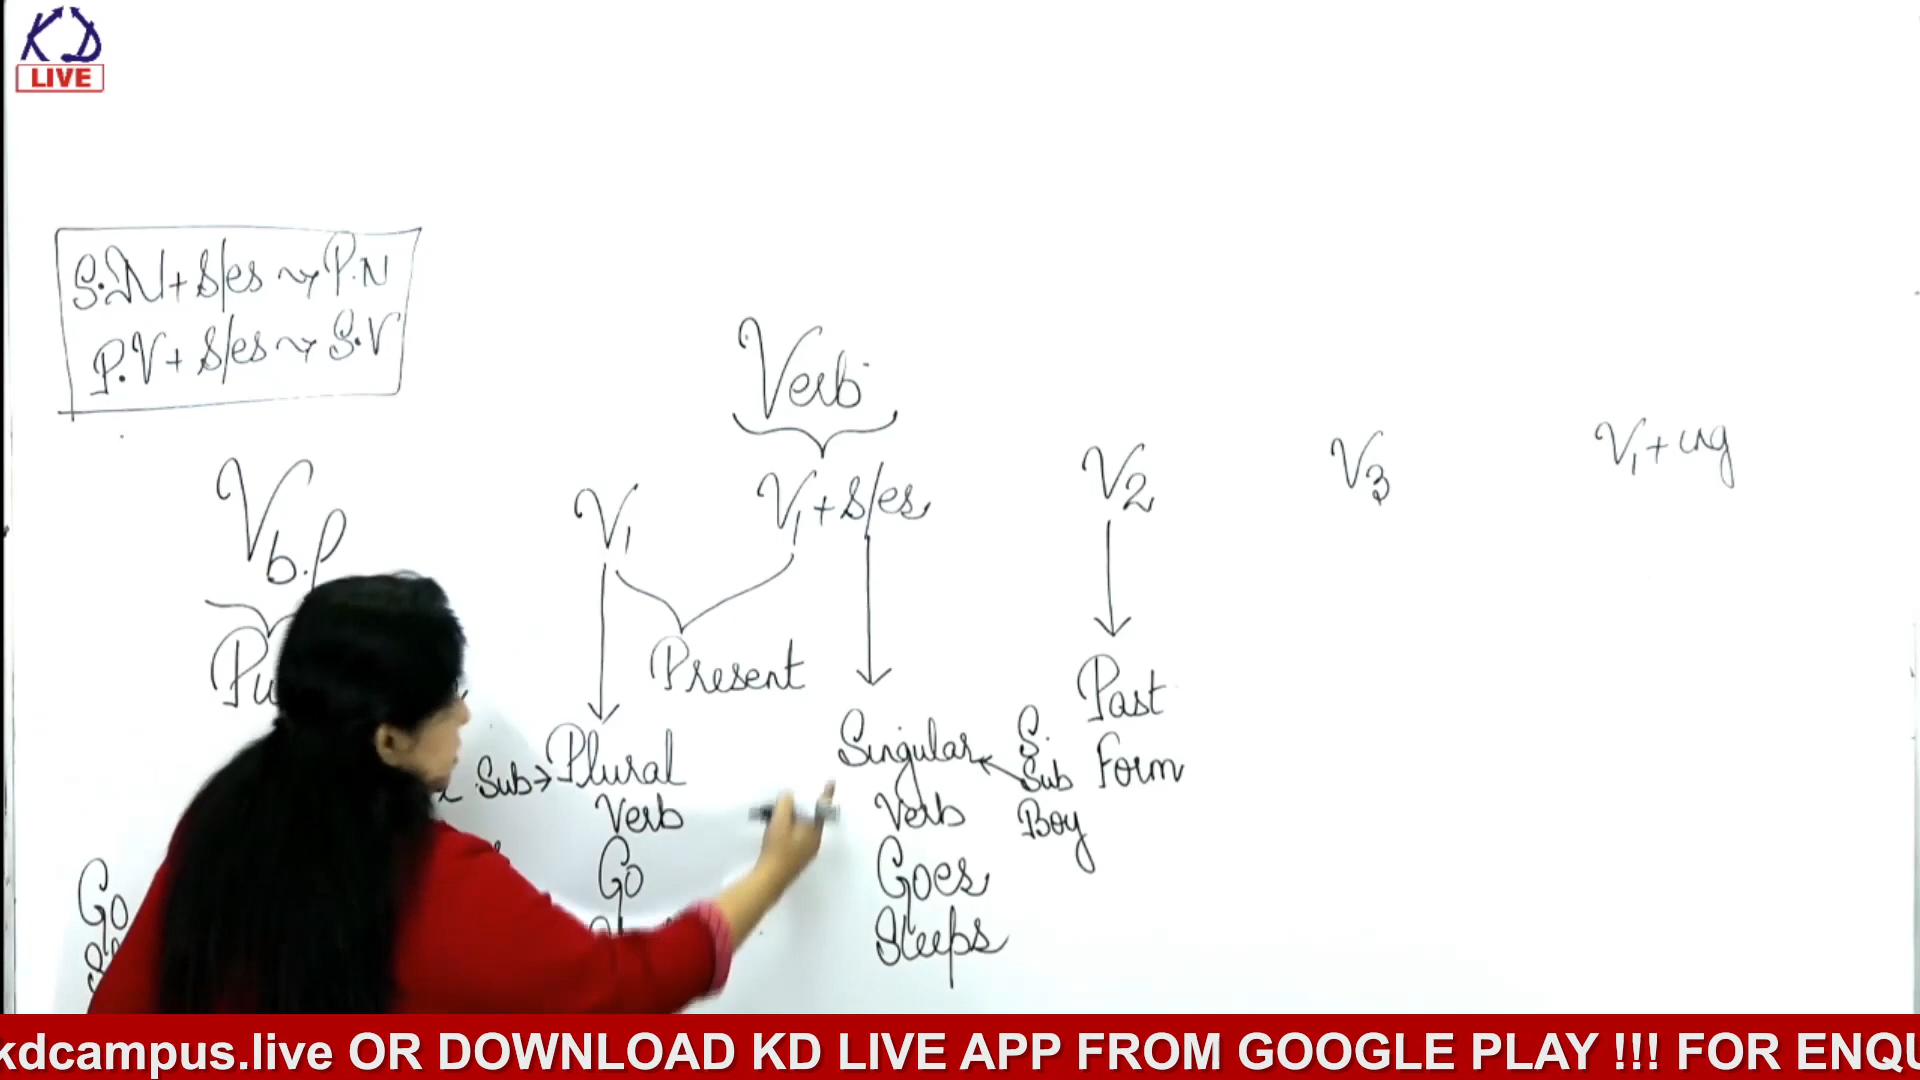 KD
LIVE
S.N + s/es → P.N
P.V + s/es → S.V
Verb
V b.f
V1
V1 + s/es
V2
V3
V1 + ing
Present
Past
Form
Sub → Plural
Verb
Go
Singular
Verb
Goes
Sleeps
S.
Sub
Boy
Go
kdcampus.live OR DOWNLOAD KD LIVE APP FROM GOOGLE PLAY !!! FOR ENQU